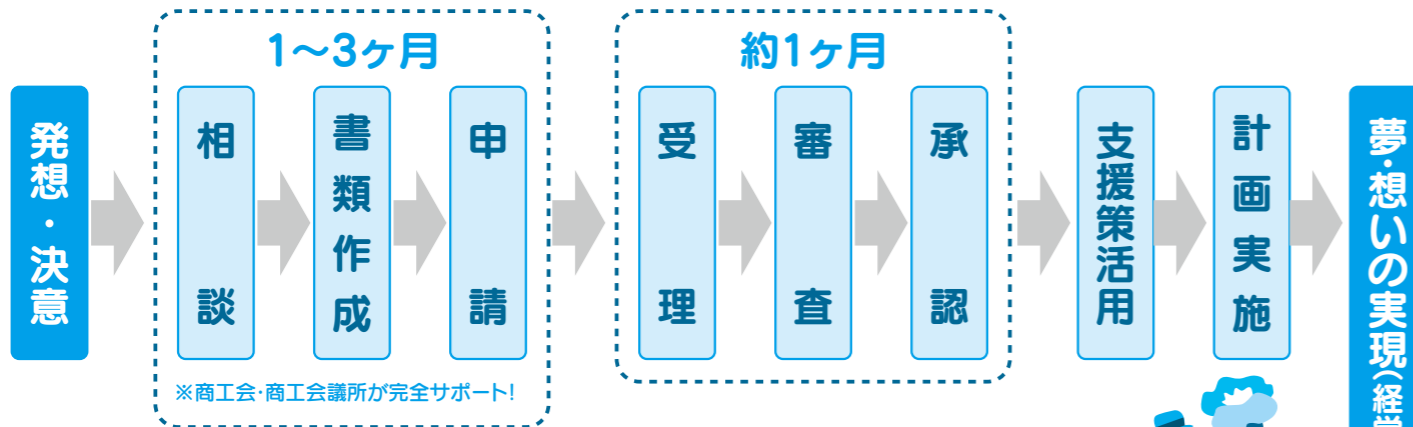 1〜3ヶ月
約1ヶ月
発想・決意
相談
書類作成
申請
受理
審査
承認
支援策活用
計画実施
夢・想いの実現(経営
※商工会・商工会議所が完全サポート!